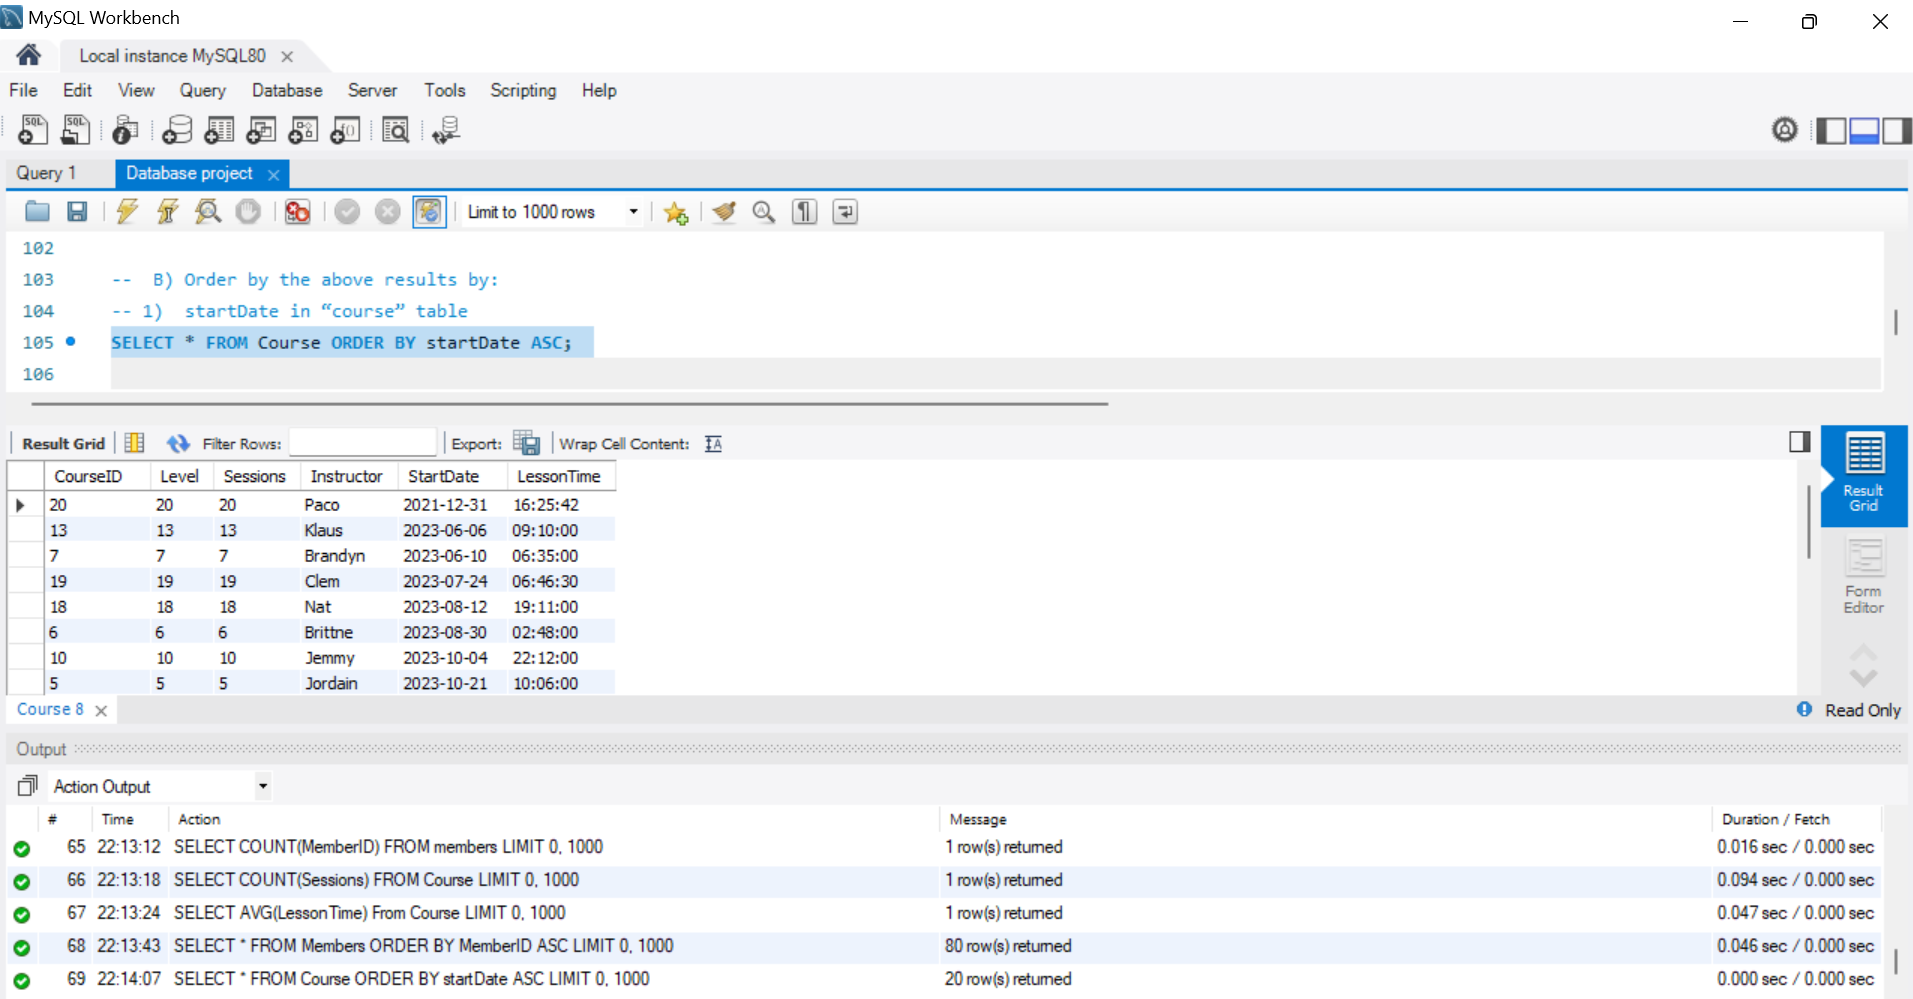 MySQL Workbench
Local instance MySQL80
File Edit View Query Database Server Tools Scripting Help
SQL SQL
Query 1 Database project
Limit to 1000 rows
102
103 -- B) Order by the above results by:
104 -- 1) startDate in “course” table
105 SELECT * FROM Course ORDER BY startDate ASC;
106
Result Grid Filter Rows: Export: Wrap Cell Content:
CourseID Level Sessions Instructor StartDate LessonTime
20 20 20 Paco 2021-12-31 16:25:42
13 13 13 Klaus 2023-06-06 09:10:00
7 7 7 Brandyn 2023-06-10 06:35:00
19 19 19 Clem 2023-07-24 06:46:30
18 18 18 Nat 2023-08-12 19:11:00
6 6 6 Brittne 2023-08-30 02:48:00
10 10 10 Jemmy 2023-10-04 22:12:00
5 5 5 Jordain 2023-10-21 10:06:00
Result
Grid
Form
Editor
Course 8 Read Only
Output
Action Output
# Time Action Message Duration / Fetch
65 22:13:12 SELECT COUNT(MemberID) FROM members LIMIT 0, 1000 1 row(s) returned 0.016 sec / 0.000 sec
66 22:13:18 SELECT COUNT(Sessions) FROM Course LIMIT 0, 1000 1 row(s) returned 0.094 sec / 0.000 sec
67 22:13:24 SELECT AVG(LessonTime) From Course LIMIT 0, 1000 1 row(s) returned 0.047 sec / 0.000 sec
68 22:13:43 SELECT * FROM Members ORDER BY MemberID ASC LIMIT 0, 1000 80 row(s) returned 0.046 sec / 0.000 sec
69 22:14:07 SELECT * FROM Course ORDER BY startDate ASC LIMIT 0, 1000 20 row(s) returned 0.000 sec / 0.000 sec